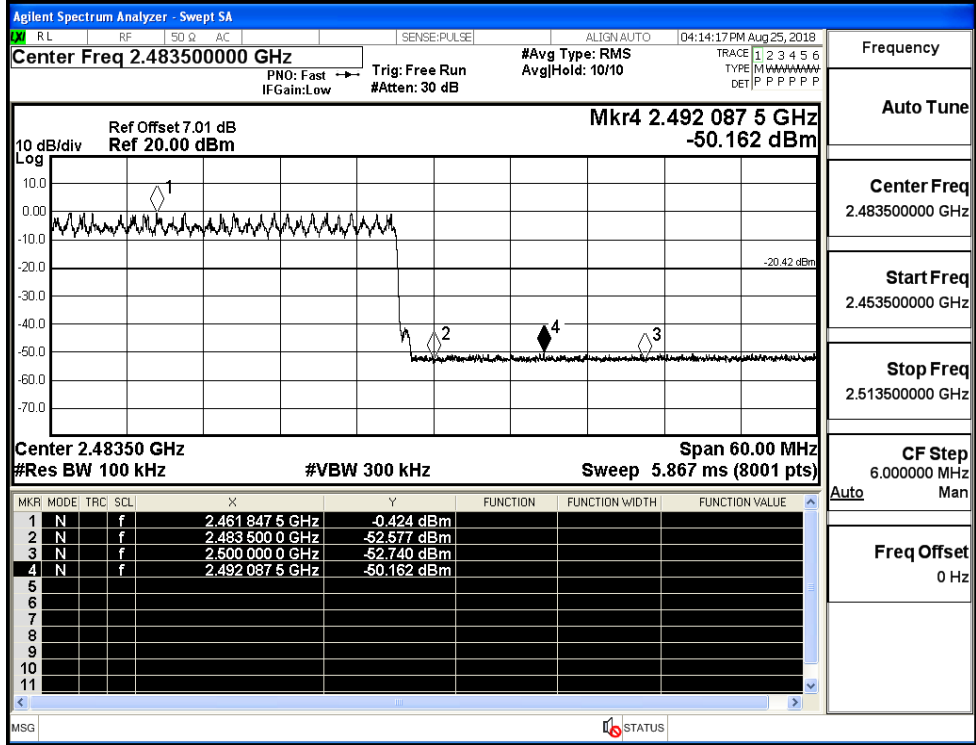 Agilent Spectrum Analyzer - Swept SA
LXI RL RF 50 Ω AC SENSE:PULSE ALIGN AUTO 04:14:17 PM Aug 25, 2018
Center Freq 2.483500000 GHz
PNO: Fast
IFGain:Low
Trig: Free Run
#Atten: 30 dB
#Avg Type: RMS
Avg|Hold: 10/10
TRACE 1 2 3 4 5 6
TYPE M W W W W W
DET P P P P P P
Ref Offset 7.01 dB
10 dB/div Ref 20.00 dBm
Log
Mkr4 2.492 087 5 GHz
-50.162 dBm
10.0
0.00
-10.0
-20.0
-30.0
-40.0
-50.0
-60.0
-70.0
1
2
4
3
-20.42 dBm
Center 2.48350 GHz Span 60.00 MHz
#Res BW 100 kHz #VBW 300 kHz Sweep 5.867 ms (8001 pts)
MKR MODE TRC SCL X Y FUNCTION FUNCTION WIDTH FUNCTION VALUE
1 N f 2.461 847 5 GHz -0.424 dBm
2 N f 2.483 500 0 GHz -52.577 dBm
3 N f 2.500 000 0 GHz -52.740 dBm
4 N f 2.492 087 5 GHz -50.162 dBm
5
6
7
8
9
10
11
MSG STATUS
Frequency
Auto Tune
Center Freq
2.483500000 GHz
Start Freq
2.453500000 GHz
Stop Freq
2.513500000 GHz
CF Step
6.000000 MHz
Auto Man
Freq Offset
0 Hz